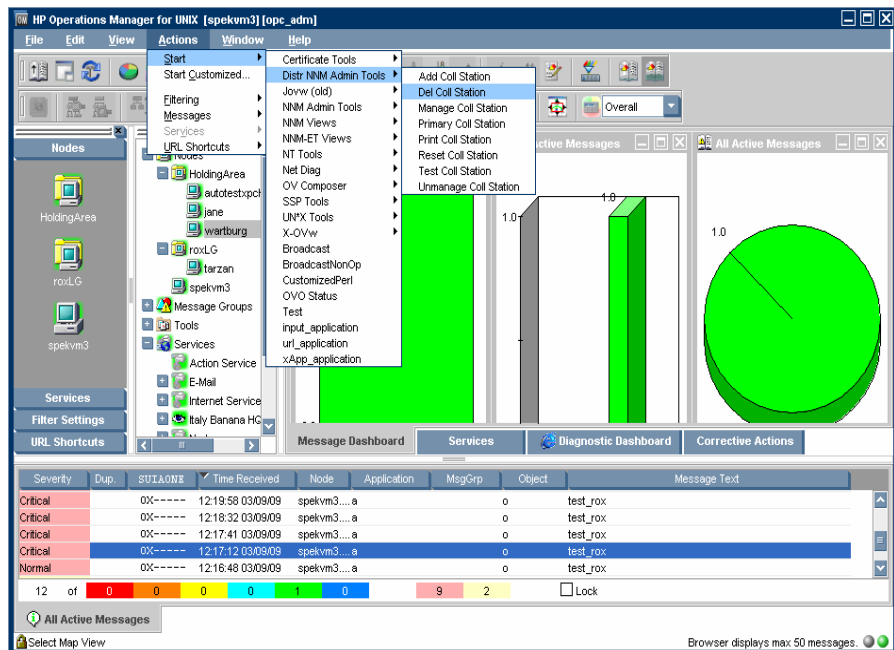 HP Operations Manager for UNIX [spekvm3] [opc_adm]
File Edit View Actions Window Help
Start
Start Customized...
Filtering
Messages
Services
URL Shortcuts
Certificate Tools
Distr NNM Admin Tools
Jovw (old)
NNM Admin Tools
NNM Views
NNM-ET Views
NT Tools
Net Diag
OV Composer
SSP Tools
UN*X Tools
X-OVw
Broadcast
BroadcastNonOp
CustomizedPerl
OVO Status
Test
input_application
url_application
xApp_application
Add Coll Station
Del Coll Station
Manage Coll Station
Primary Coll Station
Print Coll Station
Reset Coll Station
Test Coll Station
Unmanage Coll Station
Overall
Nodes
HoldingArea
roxLG
spekvm3
Services
Filter Settings
URL Shortcuts
Nodes
HoldingArea
autotestxpcl
jane
wartburg
roxLG
tarzan
spekvm3
Message Groups
Tools
Services
Action Service
E-Mail
Internet Service
Italy Banana HQ
ctive Messages
All Active Messages
1.0
1.0
1.0
Message Dashboard Services Diagnostic Dashboard Corrective Actions
Severity Dup. SUIAONE Time Received Node Application MsgGrp Object Message Text
Critical 0X----- 12:19:58 03/09/09 spekvm3.... a o test_rox
Critical 0X----- 12:18:32 03/09/09 spekvm3.... a o test_rox
Critical 0X----- 12:17:41 03/09/09 spekvm3.... a o test_rox
Critical 0X----- 12:17:12 03/09/09 spekvm3.... a o test_rox
Normal 0X----- 12:16:48 03/09/09 spekvm3.... a o test_rox
12 of 0 0 0 0 1 0 9 2 Lock
All Active Messages
Select Map View
Browser displays max 50 messages.